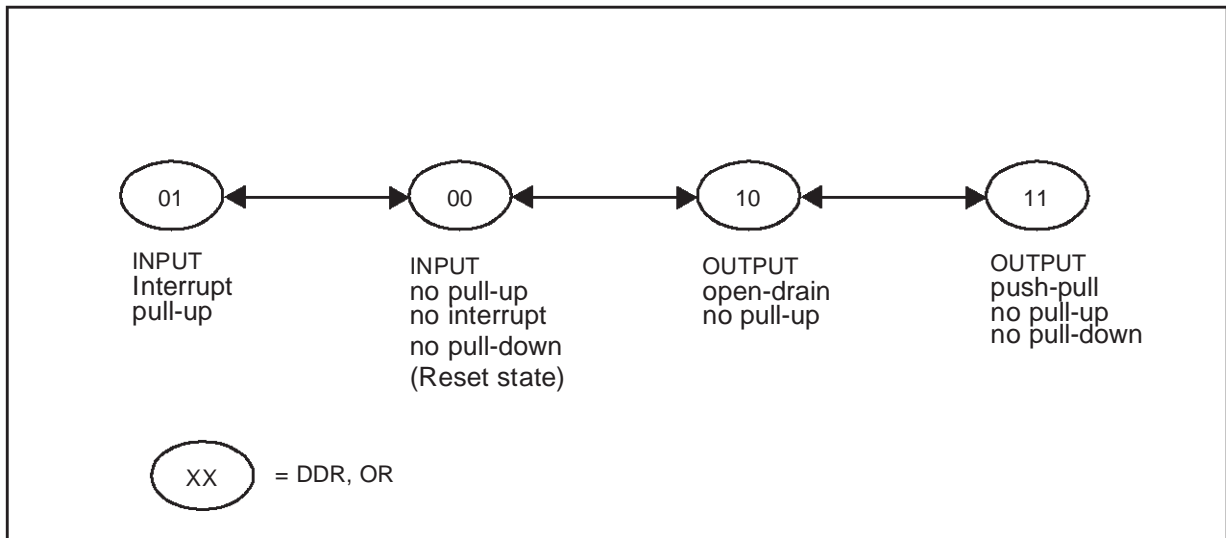 01
00
10
11
INPUT
Interrupt
pull-up
INPUT
no pull-up
no interrupt
no pull-down
(Reset state)
OUTPUT
open-drain
no pull-up
OUTPUT
push-pull
no pull-up
no pull-down
XX = DDR, OR